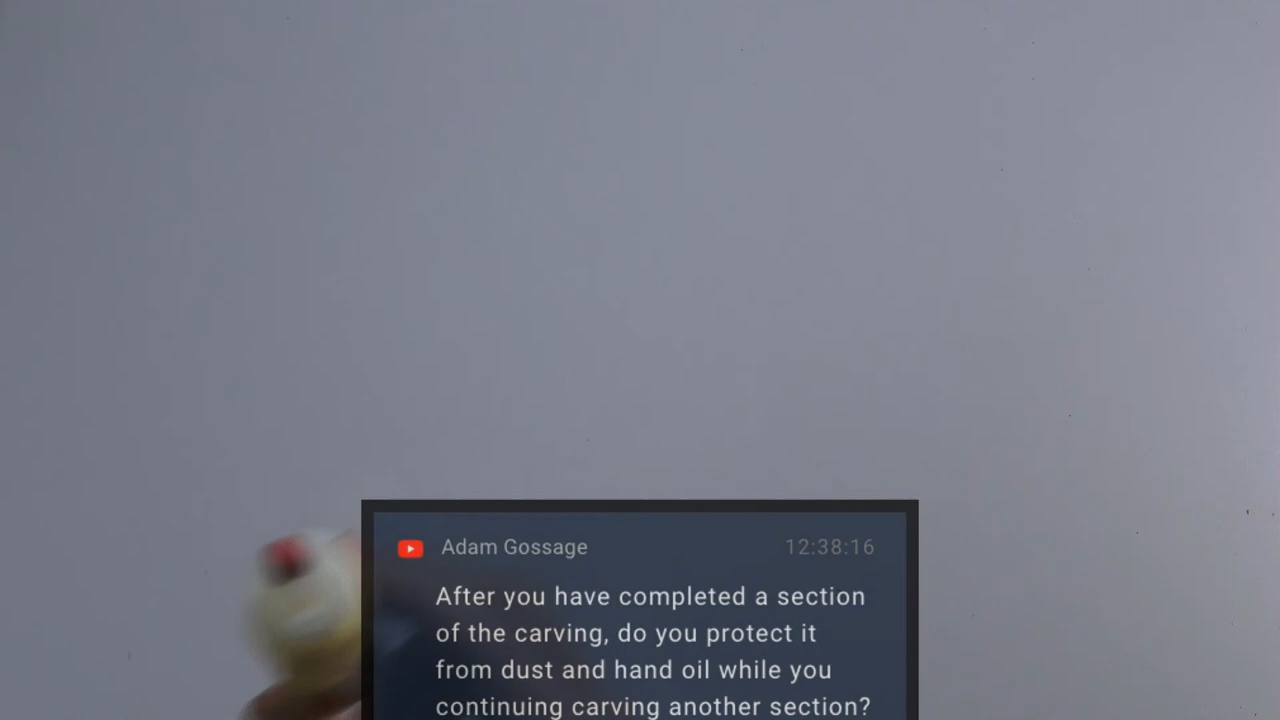 Adam Gossage 12:38:16
After you have completed a section
of the carving, do you protect it
from dust and hand oil while you
continuing carving another section?